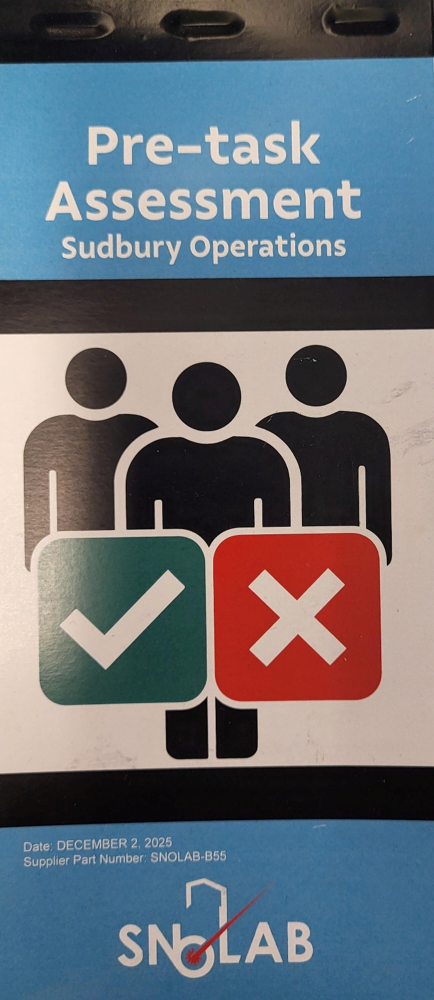 Pre-task
Assessment
Sudbury Operations
Date: DECEMBER 2, 2025
Supplier Part Number: SNOLAB-B55
SNOLAB